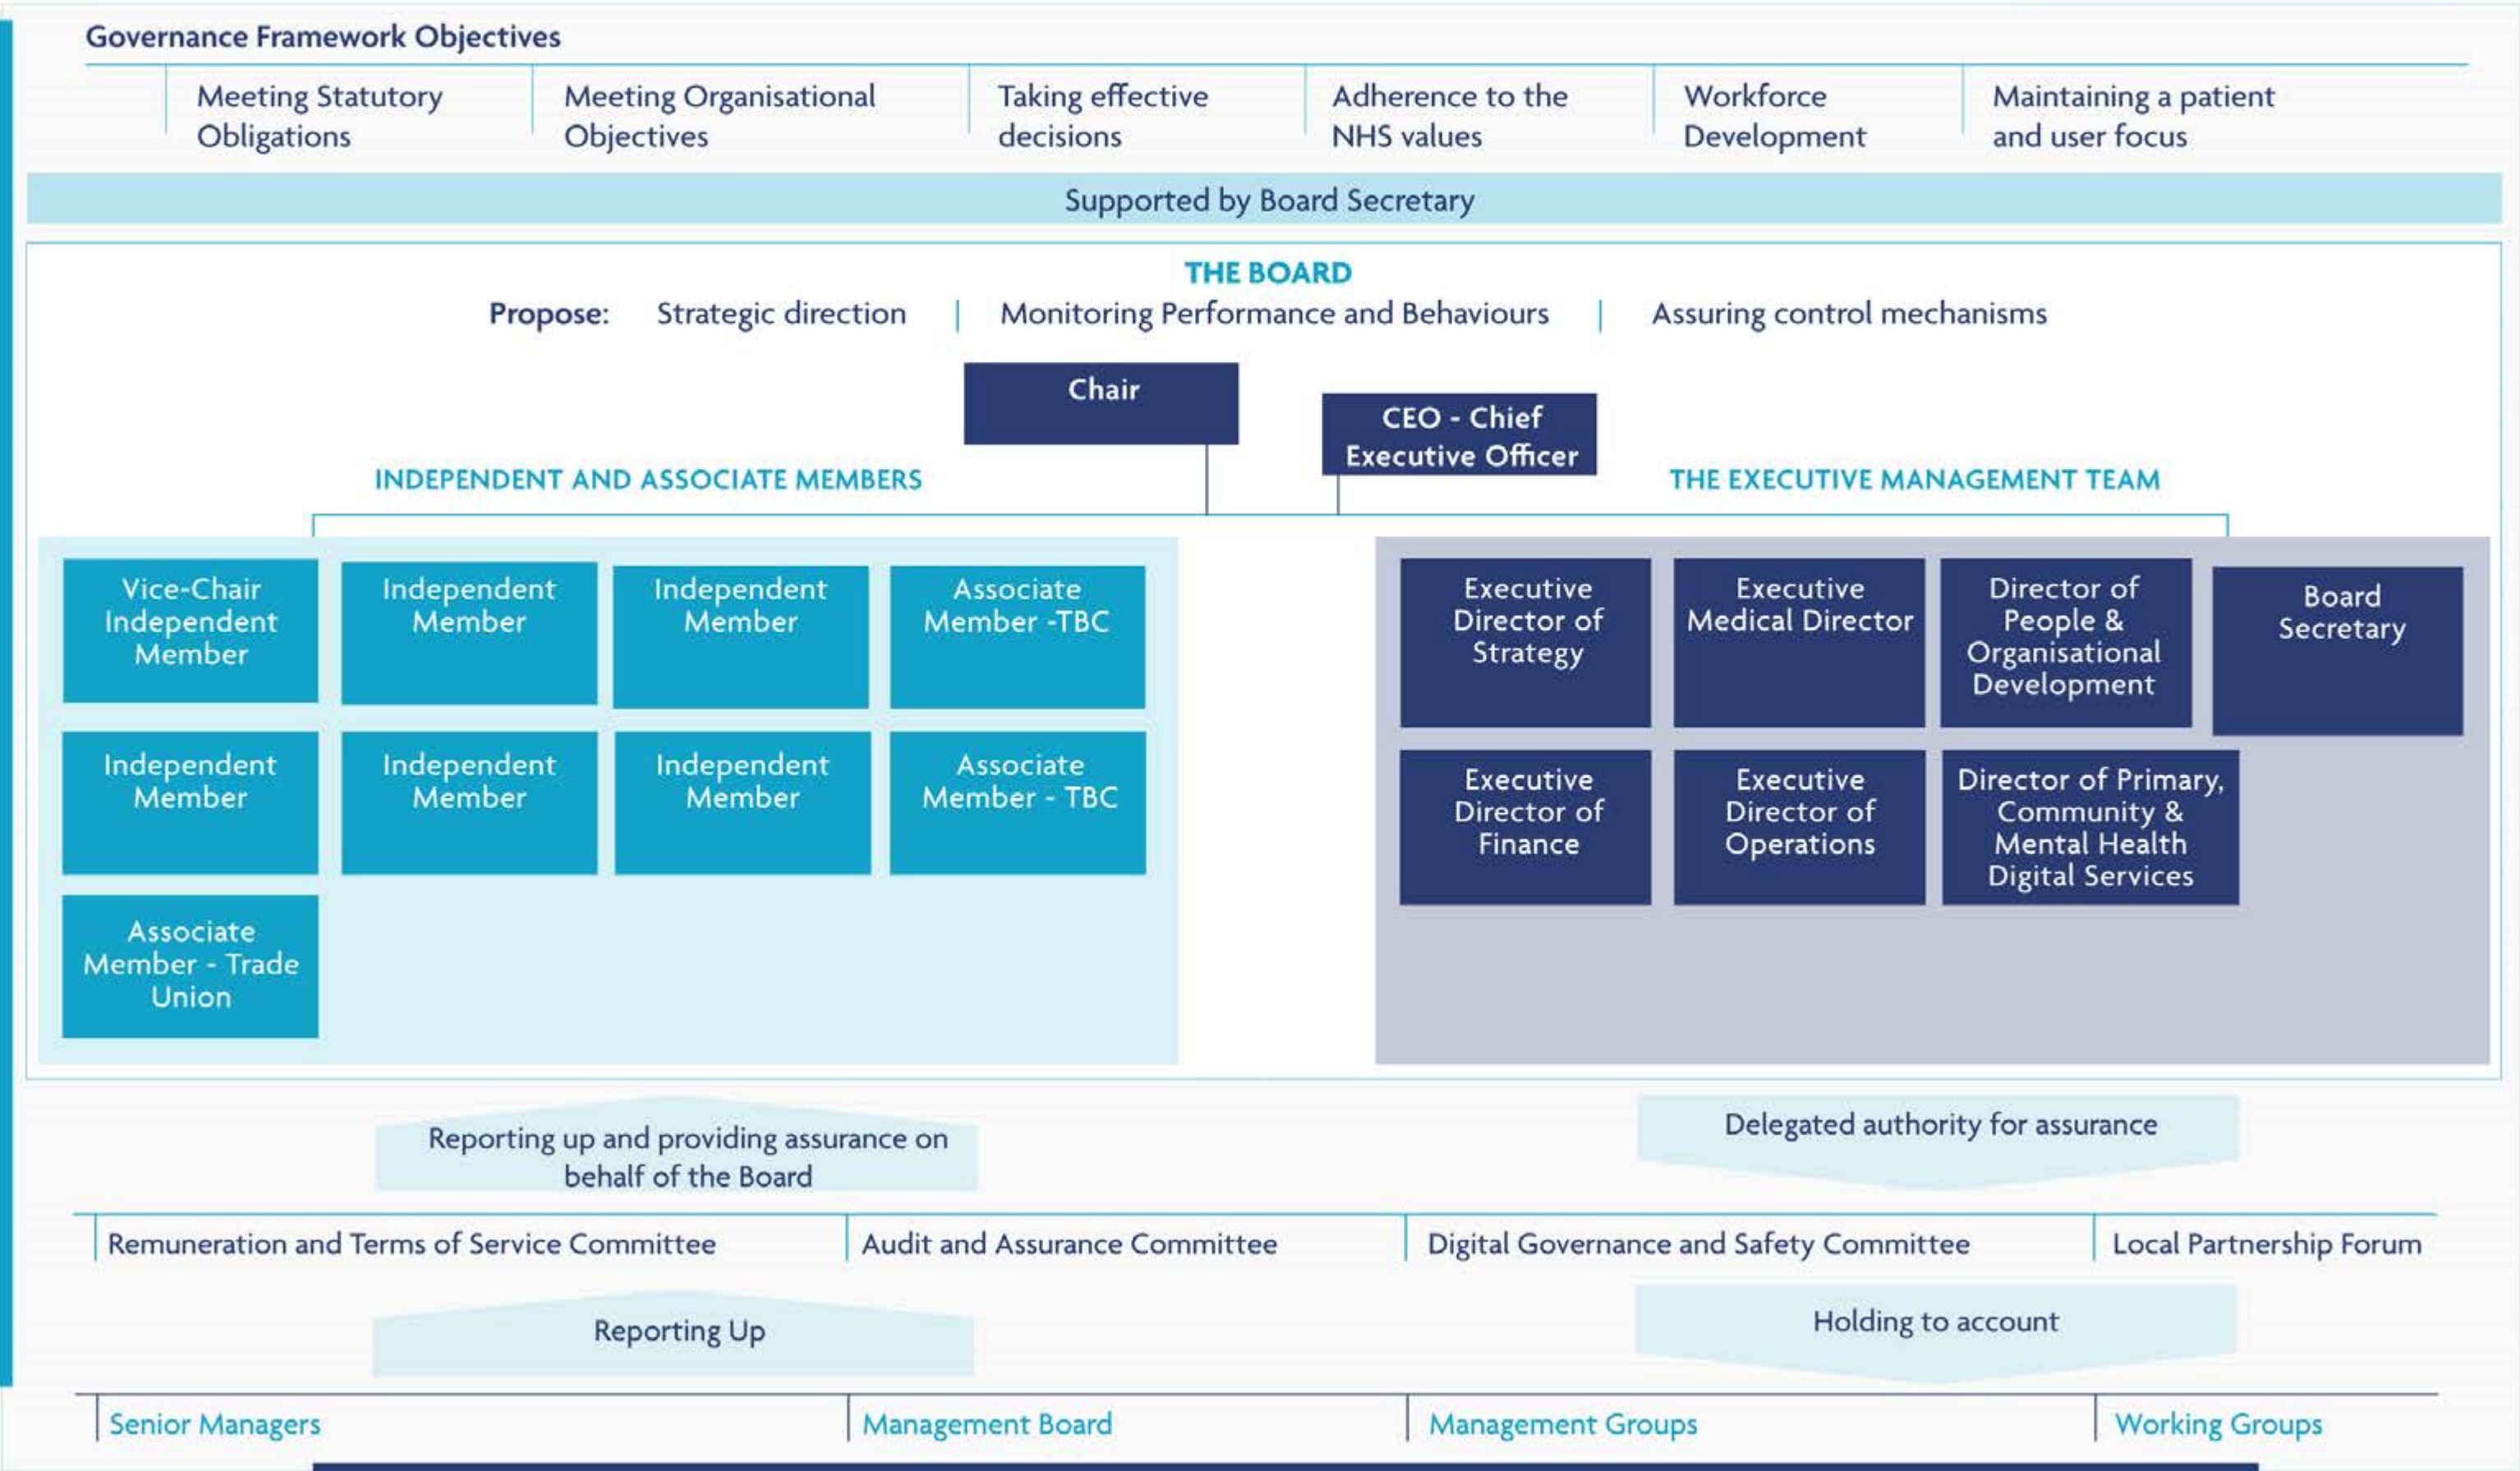 Governance Framework Objectives
Meeting Statutory
Obligations
Meeting Organisational
Objectives
Taking effective
decisions
Adherence to the
NHS values
Workforce
Development
Maintaining a patient
and user focus
Supported by Board Secretary
THE BOARD
Propose: Strategic direction | Monitoring Performance and Behaviours | Assuring control mechanisms
Chair
CEO - Chief
Executive Officer
INDEPENDENT AND ASSOCIATE MEMBERS
THE EXECUTIVE MANAGEMENT TEAM
Vice-Chair
Independent
Member
Independent
Member
Independent
Member
Associate
Member -TBC
Independent
Member
Independent
Member
Independent
Member
Associate
Member - TBC
Associate
Member - Trade
Union
Executive
Director of
Strategy
Executive
Medical Director
Director of
People &
Organisational
Development
Board
Secretary
Executive
Director of
Finance
Executive
Director of
Operations
Director of Primary,
Community &
Mental Health
Digital Services
Reporting up and providing assurance on
behalf of the Board
Delegated authority for assurance
Remuneration and Terms of Service Committee
Audit and Assurance Committee
Digital Governance and Safety Committee
Local Partnership Forum
Reporting Up
Holding to account
Senior Managers
Management Board
Management Groups
Working Groups